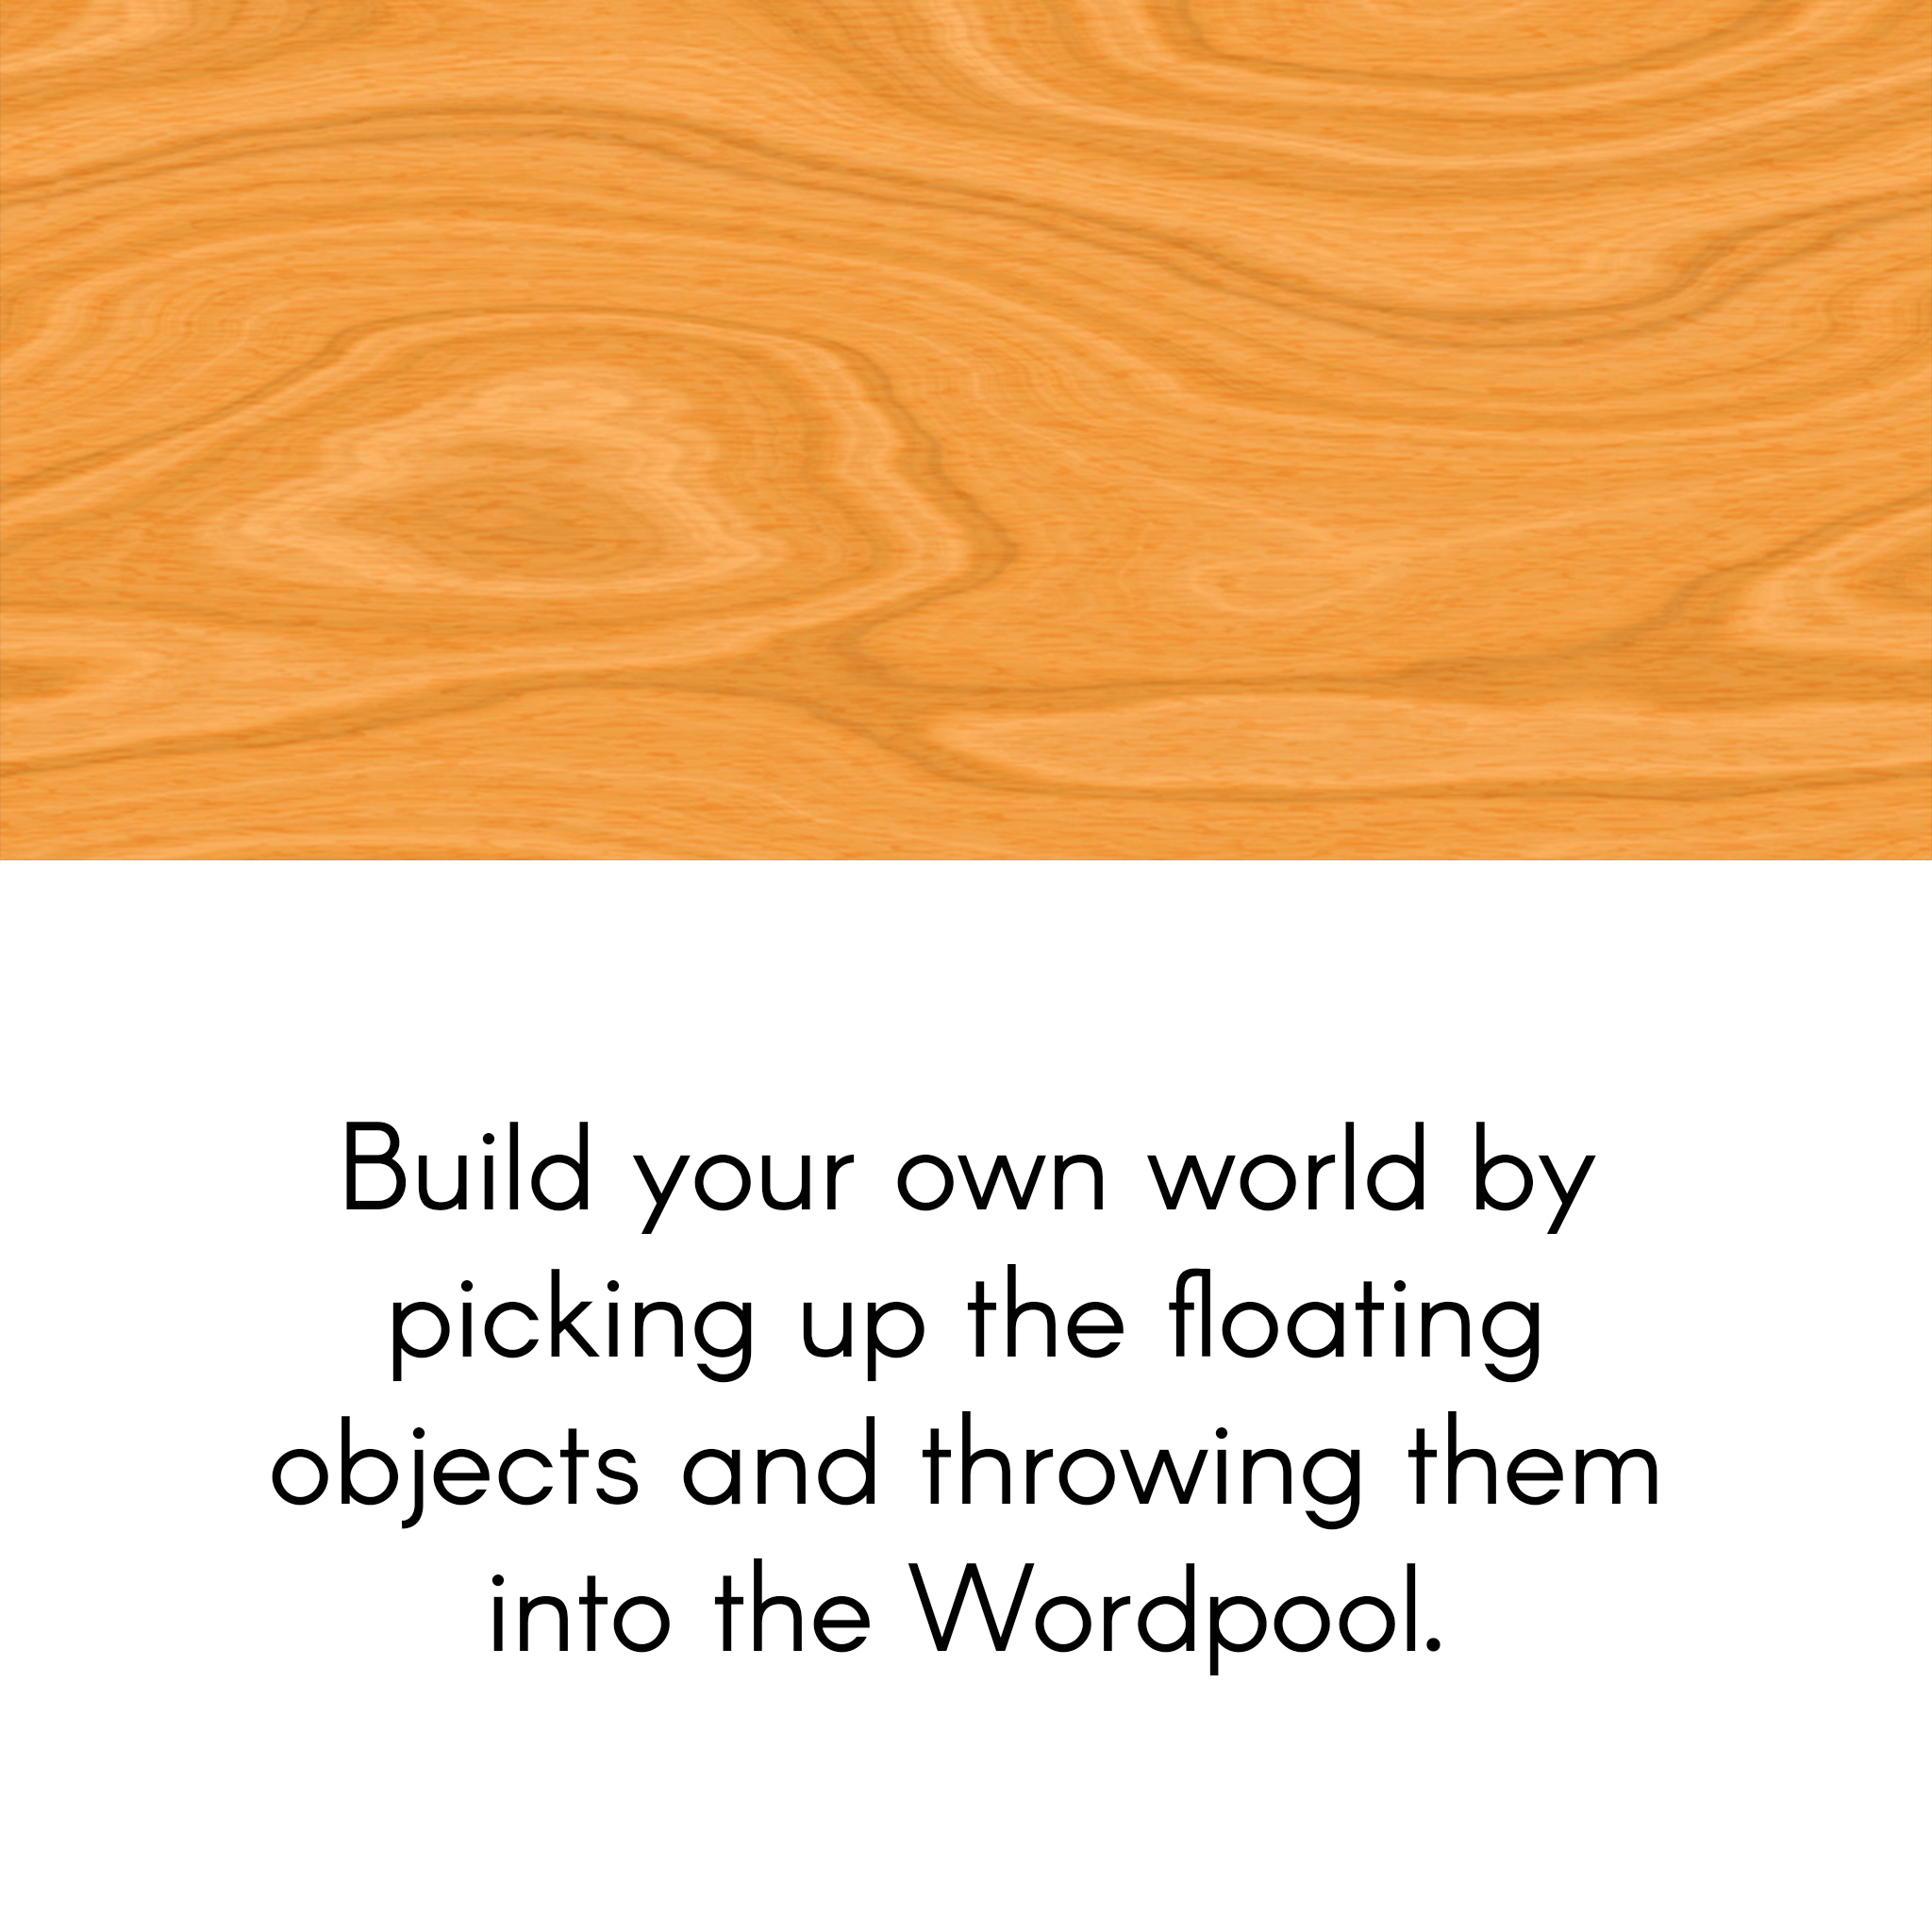 Build your own world by
picking up the floating
objects and throwing them
into the Wordpool.